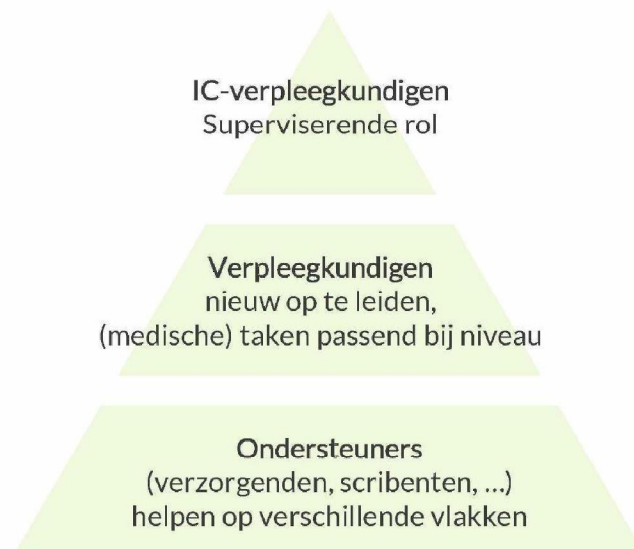 IC-verpleegkundigen
Superviserende rol
Verpleegkundigen
nieuw op te leiden,
(medische) taken passend bij niveau
Ondersteuners
(verzorgenden, scribenten, ...)
helpen op verschillende vlakken